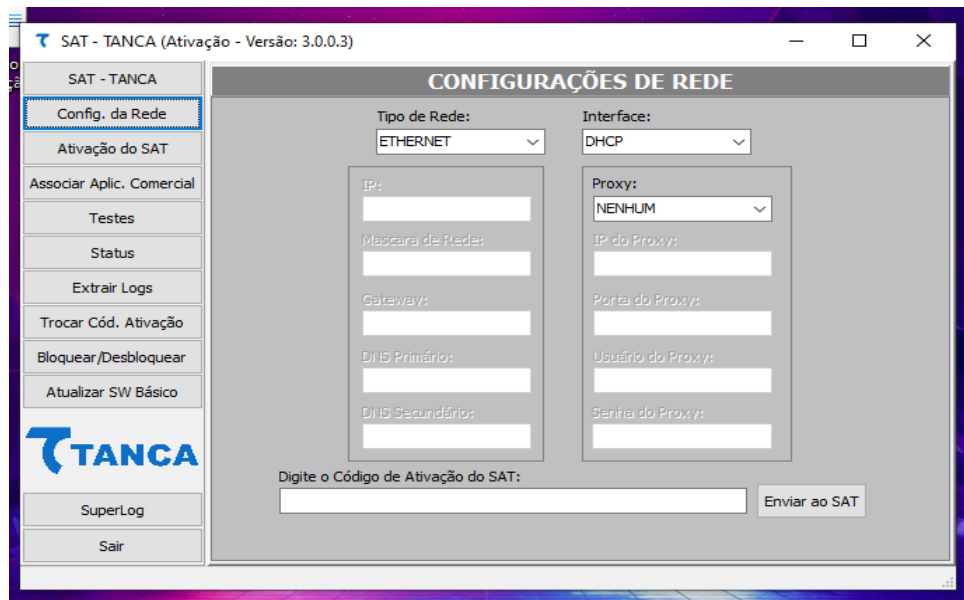 SAT - TANCA (Ativação - Versão: 3.0.0.3)
SAT - TANCA
Config. da Rede
Ativação do SAT
Associar Aplic. Comercial
Testes
Status
Extrair Logs
Trocar Cód. Ativação
Bloquear/Desbloquear
Atualizar SW Básico
TANCA
SuperLog
Sair
CONFIGURAÇÕES DE REDE
Tipo de Rede: Interface:
ETHERNET DHCP
IP: Proxy:
NENHUM
Mascara de Rede: IP do Proxy:
Gateway: Porta do Proxy:
DNS Primário: Usuário do Proxy:
DNS Secundário: Senha do Proxy:
Digite o Código de Ativação do SAT:
Enviar ao SAT